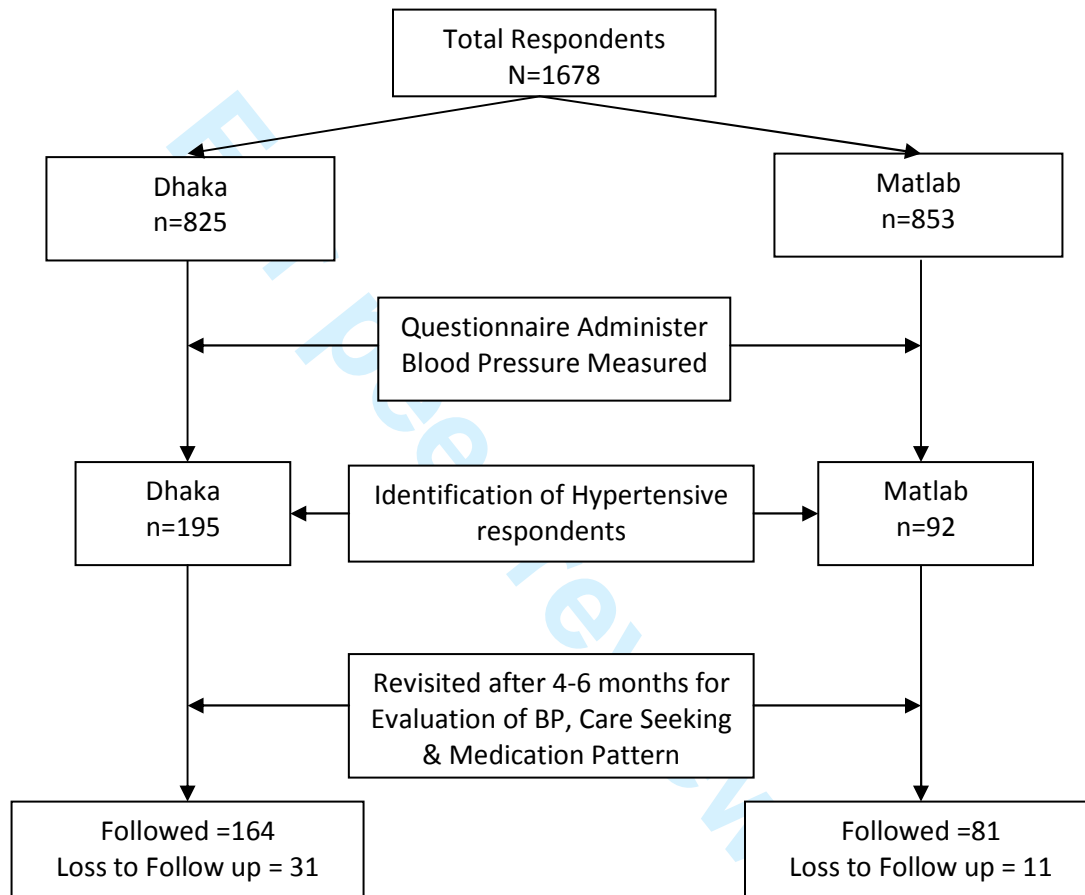 Total Respondents
N=1678
Dhaka
n=825
Matlab
n=853
Questionnaire Administer
Blood Pressure Measured
Dhaka
n=195
Identification of Hypertensive
respondents
Matlab
n=92
Revisited after 4-6 months for
Evaluation of BP, Care Seeking
& Medication Pattern
Followed =164
Loss to Follow up = 31
Followed =81
Loss to Follow up = 11